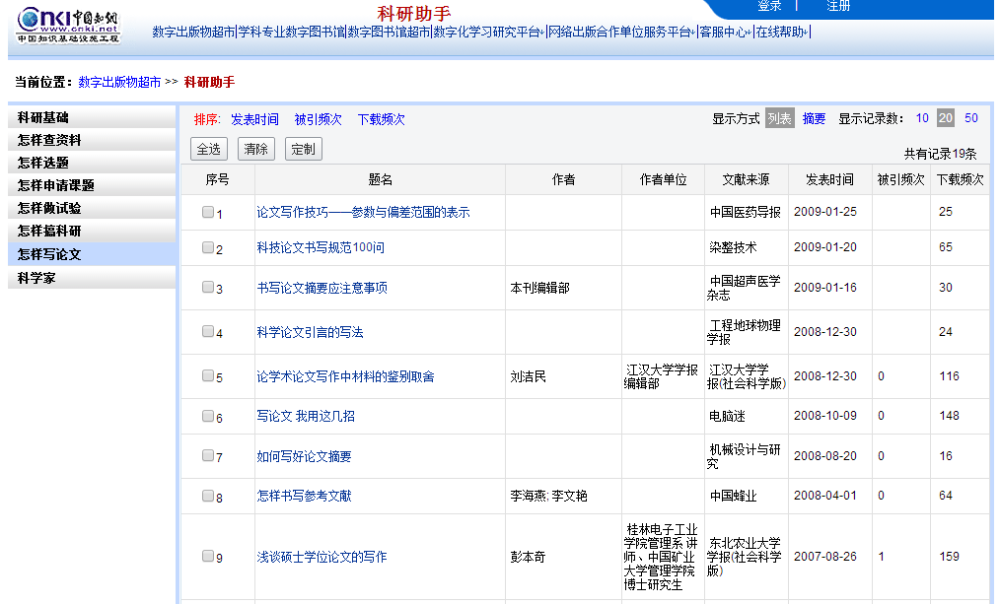 科研助手
登录 | 注册
cnki 中国知网
www.cnki.net
中国知识基础设施工程
数字出版物超市|学科专业数字图书馆|数字图书馆超市|数字化学习研究平台|网络出版合作单位服务平台|客服中心|在线帮助|
当前位置：数字出版物超市 >> 科研助手
科研基础
怎样查资料
怎样选题
怎样申请课题
怎样做试验
怎样搞科研
怎样写论文
科学家
排序: 发表时间 被引频次 下载频次
显示方式 列表 摘要 显示记录数： 10 20 50
全选 清除 定制
共有记录19条
序号 题名 作者 作者单位 文献来源 发表时间 被引频次 下载频次
1 论文写作技巧——参数与偏差范围的表示 中国医药导报 2009-01-25 25
2 科技论文书写规范100问 染整技术 2009-01-20 65
3 书写论文摘要应注意事项 本刊编辑部 中国超声医学
杂志 2009-01-16 30
4 科学论文引言的写法 工程地球物理
学报 2008-12-30 24
5 论学术论文写作中材料的鉴别取舍 刘洁民 江汉大学学报
编辑部 江汉大学学
报(社会科学版) 2008-12-30 0 116
6 写论文 我用这几招 电脑迷 2008-10-09 0 148
7 如何写好论文摘要 机械设计与研
究 2008-08-20 0 16
8 怎样书写参考文献 李海燕; 李文艳 中国蜂业 2008-04-01 0 64
9 浅谈硕士学位论文的写作 彭本奇 桂林电子工业
学院管理系 讲
师、中国矿业
大学管理学院
博士研究生 东北农业大学
学报(社会科学
版) 2007-08-26 1 159